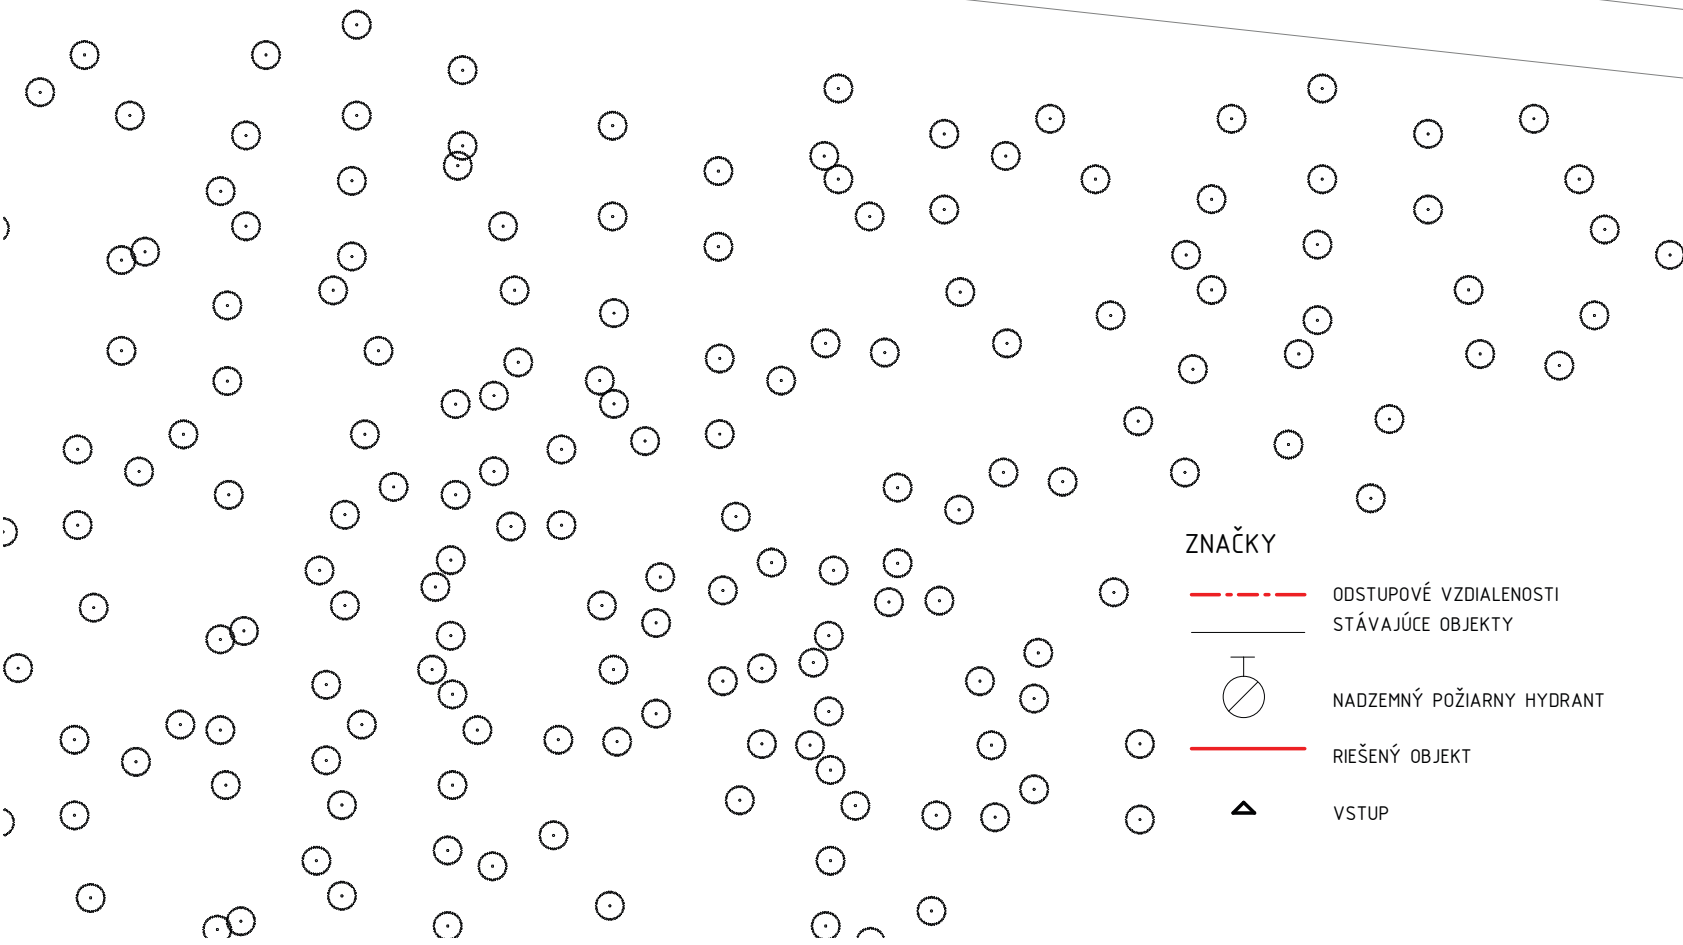 ZNAČKY
ODSTUPOVÉ VZDIALENOSTI
STÁVAJÚCE OBJEKTY
NADZEMNÝ POŽIARNY HYDRANT
RIEŠENÝ OBJEKT
VSTUP